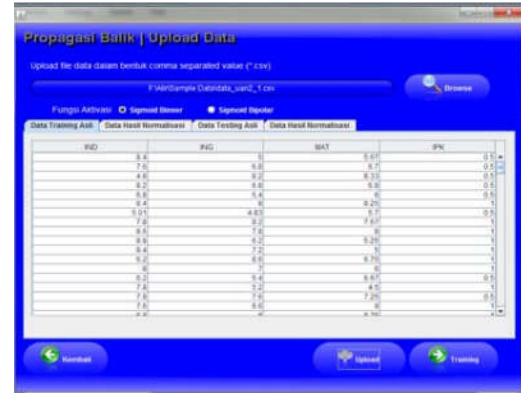 Propagasi Balik | Upload Data
Upload file data dalam bentuk comma separated value (*.csv)
Browse
Fungsi Aktivasi Sigmoid Biner Sigmoid Bipolar
Data Training Asli Data Hasil Normalisasi Data Testing Asli Data Hasil Normalisasi
IND ING MAT IPK
8.4 5 5.67 0.5
7.6 6.8 6.7 0.5
4.8 8.2 8.33 0.5
8.2 6.8 5.8 0.5
5.8 5.4 6 0.5
8.4 6 8.25 1
5.01 4.83 5.7 0.5
7.8 8.2 7.67 1
8.5 7.8 8 1
8.8 6.2 5.25 1
8.4 7.2 5 1
6.2 8.6 8.75 1
8 7 6 1
6.2 6.4 6.67 0.5
7.8 5.2 4.5 1
7.8 7.6 7.25 0.5
7.6 6.6 8 1
Kembali Upload Training